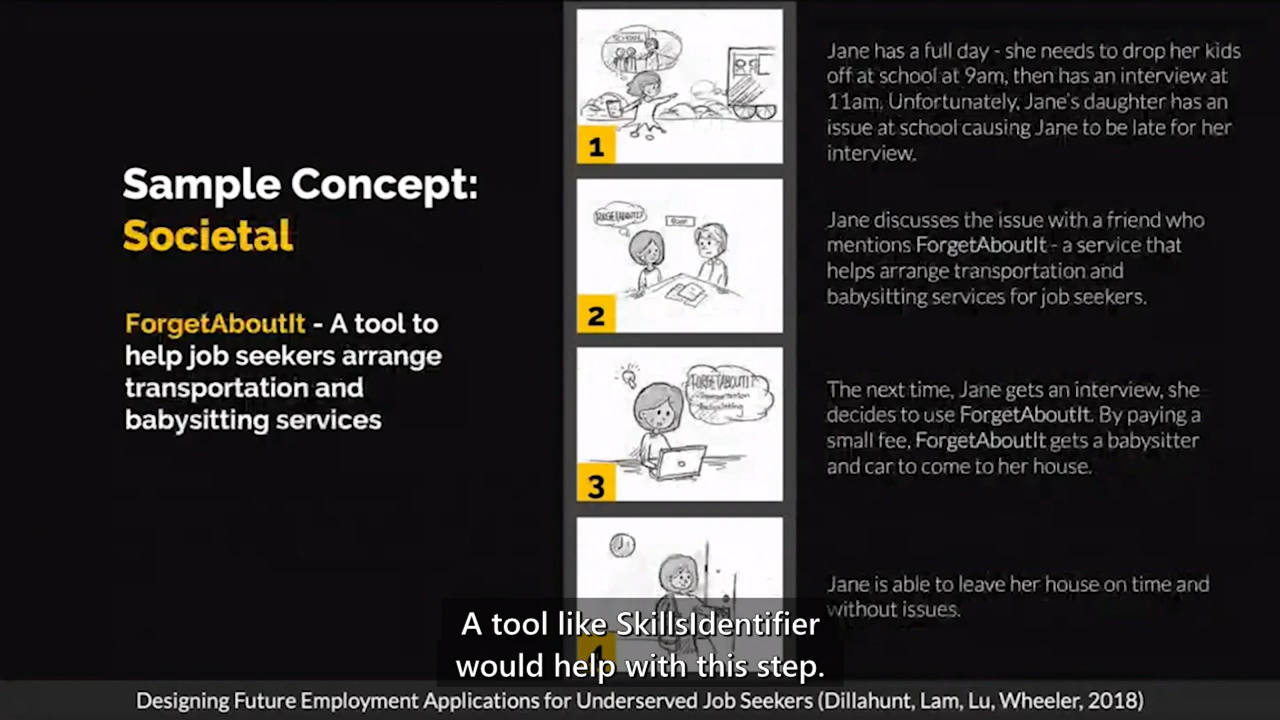 Sample Concept:
Societal
ForgetAboutIt - A tool to
help job seekers arrange
transportation and
babysitting services
SCHOOL
1
FORGETABOUTIT
2
FORGETABOUTIT
- Transportation
- Babysitting
3
4
Jane has a full day - she needs to drop her kids
off at school at 9am, then has an interview at
11am. Unfortunately, Jane's daughter has an
issue at school causing Jane to be late for her
interview.
Jane discusses the issue with a friend who
mentions ForgetAboutIt - a service that
helps arrange transportation and
babysitting services for job seekers.
The next time, Jane gets an interview, she
decides to use ForgetAboutIt. By paying a
small fee, ForgetAboutIt gets a babysitter
and car to come to her house.
Jane is able to leave her house on time and
without issues.
A tool like SkillsIdentifier
would help with this step.
Designing Future Employment Applications for Underserved Job Seekers (Dillahunt, Lam, Lu, Wheeler, 2018)